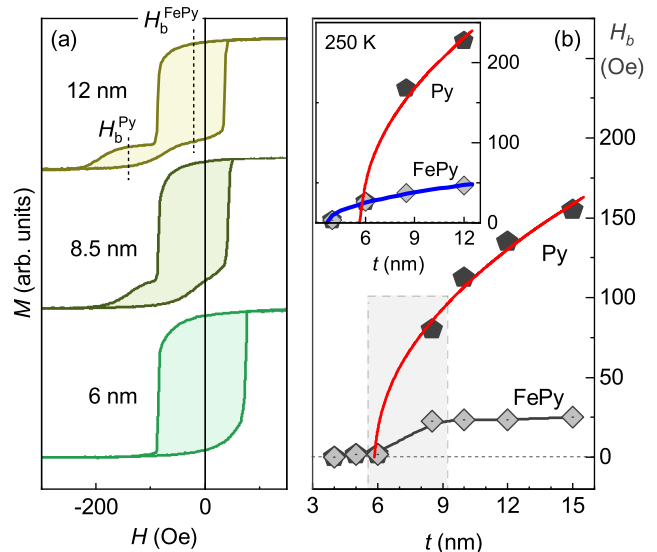 (a)
H_b^FePy
12 nm
H_b^Py
8.5 nm
6 nm
M (arb. units)
-200
0
H (Oe)
250 K
Py
FePy
200
100
0
6
9
12
t (nm)
(b)
H_b
(Oe)
250
200
150
100
50
0
Py
FePy
3
6
9
12
15
t (nm)